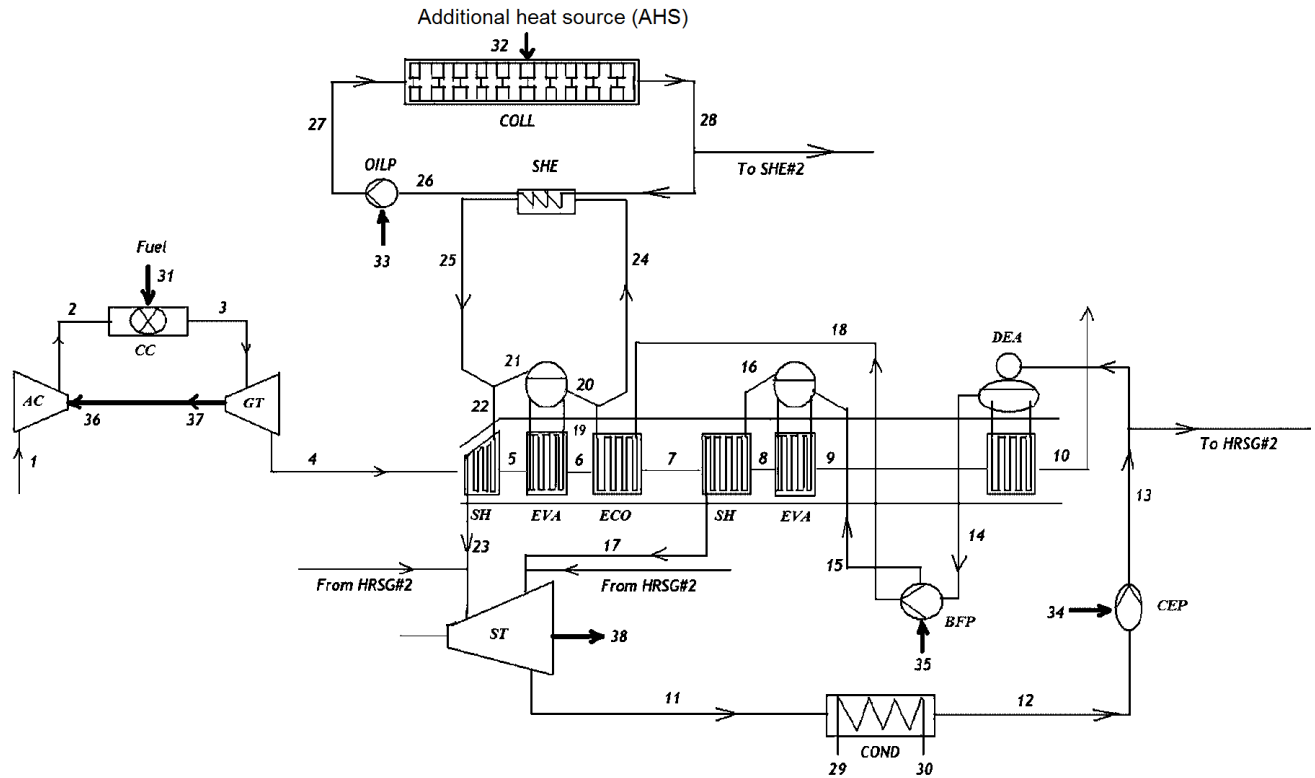 Additional heat source (AHS)
32
COLL
27
28
OILP
26
SHE
To SHE#2
33
25
24
Fuel
31
2
3
CC
18
DEA
21
20
16
AC
36
37
GT
22
19
To HRSG#2
1
4
5
6
7
8
9
10
13
SH
EVA
ECO
SH
EVA
23
17
14
15
From HRSG#2
From HRSG#2
BFP
34
CEP
ST
38
35
11
12
COND
29
30